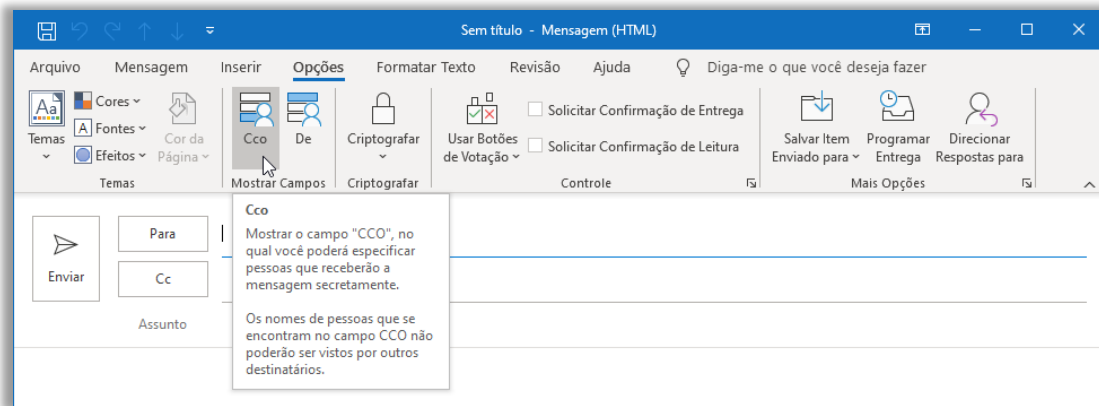 Sem título - Mensagem (HTML)
Arquivo Mensagem Inserir Opções Formatar Texto Revisão Ajuda Diga-me o que você deseja fazer
Aa
Temas
Cores
A Fontes
Efeitos
Cor da
Página
Temas
Cco
De
Mostrar Campos
Criptografar
Criptografar
Usar Botões
de Votação
Solicitar Confirmação de Entrega
Solicitar Confirmação de Leitura
Controle
Salvar Item
Enviado para
Programar
Entrega
Direcionar
Respostas para
Mais Opções
Enviar
Para
Cc
Assunto
Cco
Mostrar o campo "CCO", no
qual você poderá especificar
pessoas que receberão a
mensagem secretamente.
Os nomes de pessoas que se
encontram no campo CCO não
poderão ser vistos por outros
destinatários.